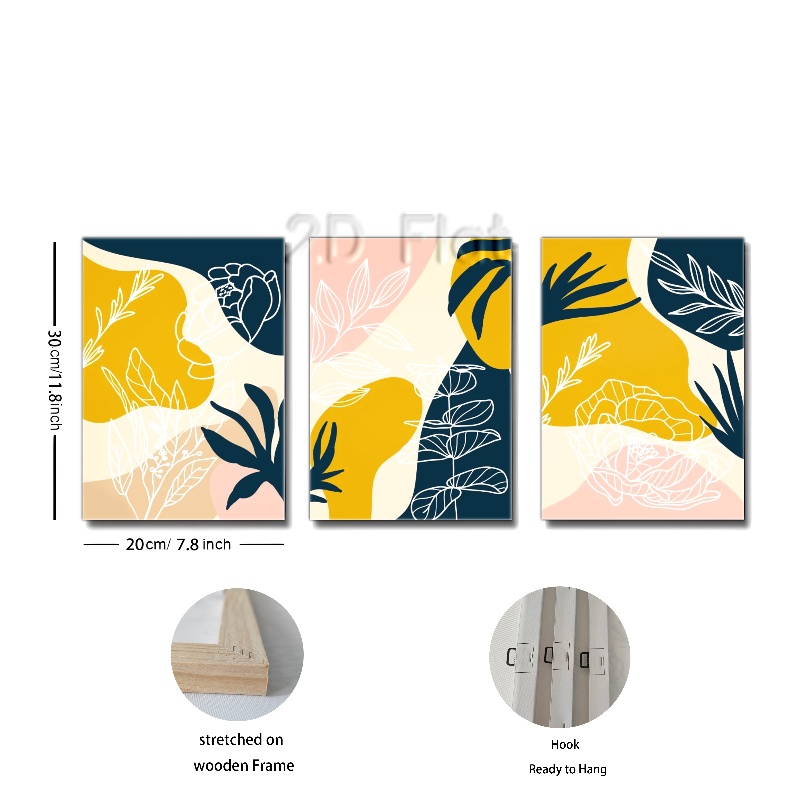 2D Flat
30cm/11.8inch
20cm/ 7.8 inch
stretched on
wooden Frame
Hook
Ready to Hang